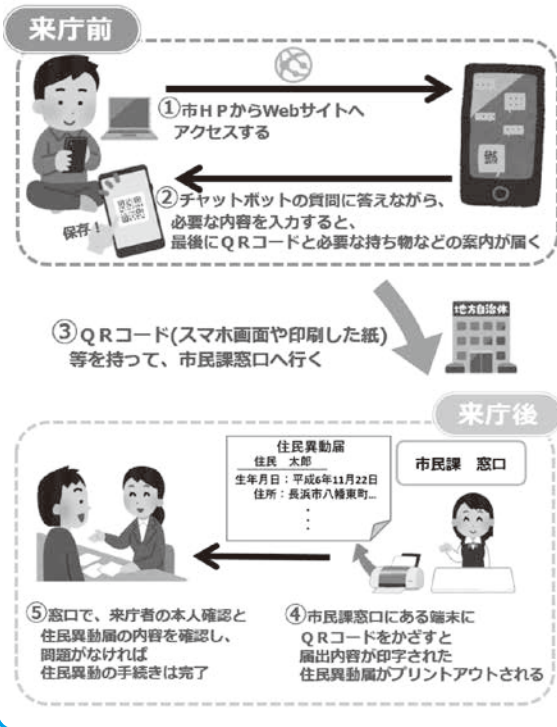 来庁前
①市HPからWebサイトへ
アクセスする
②チャットボットの質問に答えながら、
必要な内容を入力すると、
最後にQRコードと必要な持ち物などの案内が届く
保存！
③QRコード(スマホ画面や印刷した紙)
等を持って、市民課窓口へ行く
地方自治体
来庁後
住民異動届
住民　太郎
生年月日：平成6年11月22日
住所：長浜市八幡東町…
：
市民課　窓口
⑤窓口で、来庁者の本人確認と
住民異動届の内容を確認し、
問題がなければ
住民異動の手続きは完了
④市民課窓口にある端末に
QRコードをかざすと
届出内容が印字された
住民異動届がプリントアウトされる